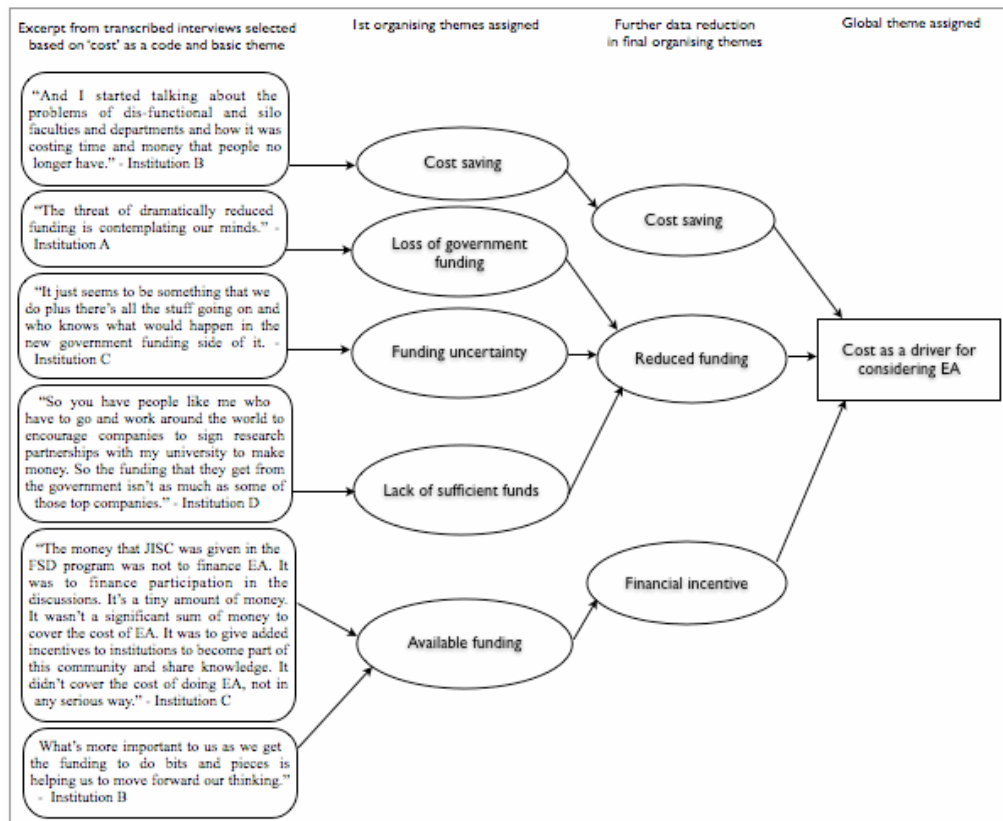 Excerpt from transcribed interviews selected
based on 'cost' as a code and basic theme
1st organising themes assigned
Further data reduction
in final organising themes
Global theme assigned
"And I started talking about the
problems of dis-functional and silo
faculties and departments and how it was
costing time and money that people no
longer have." - Institution B
"The threat of dramatically reduced
funding is contemplating our minds." -
Institution A
"It just seems to be something that we
do plus there's all the stuff going on and
who knows what would happen in the
new government funding side of it. -
Institution C
"So you have people like me who
have to go and work around the world to
encourage companies to sign research
partnerships with my university to make
money. So the funding that they get from
the government isn't as much as some of
those top companies." - Institution D
"The money that JISC was given in the
FSD program was not to finance EA. It
was to finance participation in the
discussions. It's a tiny amount of money.
It wasn't a significant sum of money to
cover the cost of EA. It was to give added
incentives to institutions to become part of
this community and share knowledge. It
didn't cover the cost of doing EA, not in
any serious way." - Institution C
What's more important to us as we get
the funding to do bits and pieces is
helping us to move forward our thinking."
- Institution B
Cost saving
Loss of government
funding
Funding uncertainty
Lack of sufficient funds
Available funding
Cost saving
Reduced funding
Financial incentive
Cost as a driver for
considering EA